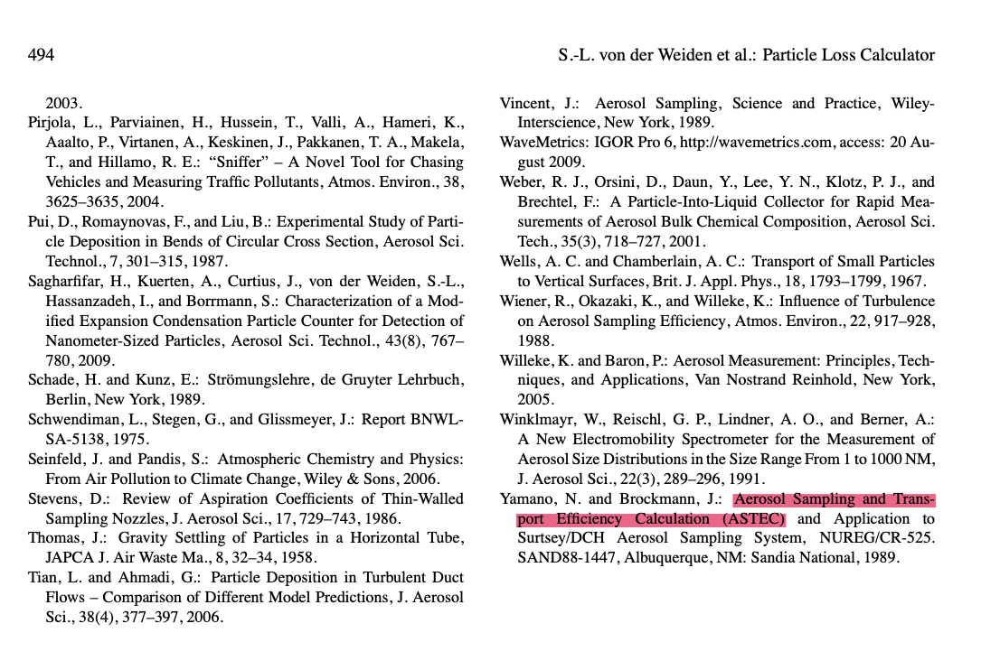 494
S.-L. von der Weiden et al.: Particle Loss Calculator
2003.
Pirjola, L., Parviainen, H., Hussein, T., Valli, A., Hameri, K.,
Aaalto, P., Virtanen, A., Keskinen, J., Pakkanen, T. A., Makela,
T., and Hillamo, R. E.: “Sniffer” – A Novel Tool for Chasing
Vehicles and Measuring Traffic Pollutants, Atmos. Environ., 38,
3625–3635, 2004.
Pui, D., Romaynovas, F., and Liu, B.: Experimental Study of Parti-
cle Deposition in Bends of Circular Cross Section, Aerosol Sci.
Technol., 7, 301–315, 1987.
Sagharfifar, H., Kuerten, A., Curtius, J., von der Weiden, S.-L.,
Hassanzadeh, I., and Borrmann, S.: Characterization of a Mod-
ified Expansion Condensation Particle Counter for Detection of
Nanometer-Sized Particles, Aerosol Sci. Technol., 43(8), 767–
780, 2009.
Schade, H. and Kunz, E.: Strömungslehre, de Gruyter Lehrbuch,
Berlin, New York, 1989.
Schwendiman, L., Stegen, G., and Glissmeyer, J.: Report BNWL-
SA-5138, 1975.
Seinfeld, J. and Pandis, S.: Atmospheric Chemistry and Physics:
From Air Pollution to Climate Change, Wiley & Sons, 2006.
Stevens, D.: Review of Aspiration Coefficients of Thin-Walled
Sampling Nozzles, J. Aerosol Sci., 17, 729–743, 1986.
Thomas, J.: Gravity Settling of Particles in a Horizontal Tube,
JAPCA J. Air Waste Ma., 8, 32–34, 1958.
Tian, L. and Ahmadi, G.: Particle Deposition in Turbulent Duct
Flows – Comparison of Different Model Predictions, J. Aerosol
Sci., 38(4), 377–397, 2006.
Vincent, J.: Aerosol Sampling, Science and Practice, Wiley-
Interscience, New York, 1989.
WaveMetrics: IGOR Pro 6, http://wavemetrics.com, access: 20 Au-
gust 2009.
Weber, R. J., Orsini, D., Daun, Y., Lee, Y. N., Klotz, P. J., and
Brechtel, F.: A Particle-Into-Liquid Collector for Rapid Mea-
surements of Aerosol Bulk Chemical Composition, Aerosol Sci.
Tech., 35(3), 718–727, 2001.
Wells, A. C. and Chamberlain, A. C.: Transport of Small Particles
to Vertical Surfaces, Brit. J. Appl. Phys., 18, 1793–1799, 1967.
Wiener, R., Okazaki, K., and Willeke, K.: Influence of Turbulence
on Aerosol Sampling Efficiency, Atmos. Environ., 22, 917–928,
1988.
Willeke, K. and Baron, P.: Aerosol Measurement: Principles, Tech-
niques, and Applications, Van Nostrand Reinhold, New York,
2005.
Winklmayr, W., Reischl, G. P., Lindner, A. O., and Berner, A.:
A New Electromobility Spectrometer for the Measurement of
Aerosol Size Distributions in the Size Range From 1 to 1000 NM,
J. Aerosol Sci., 22(3), 289–296, 1991.
Yamano, N. and Brockmann, J.: Aerosol Sampling and Trans-
port Efficiency Calculation (ASTEC) and Application to
Surtsey/DCH Aerosol Sampling System, NUREG/CR-525.
SAND88-1447, Albuquerque, NM: Sandia National, 1989.